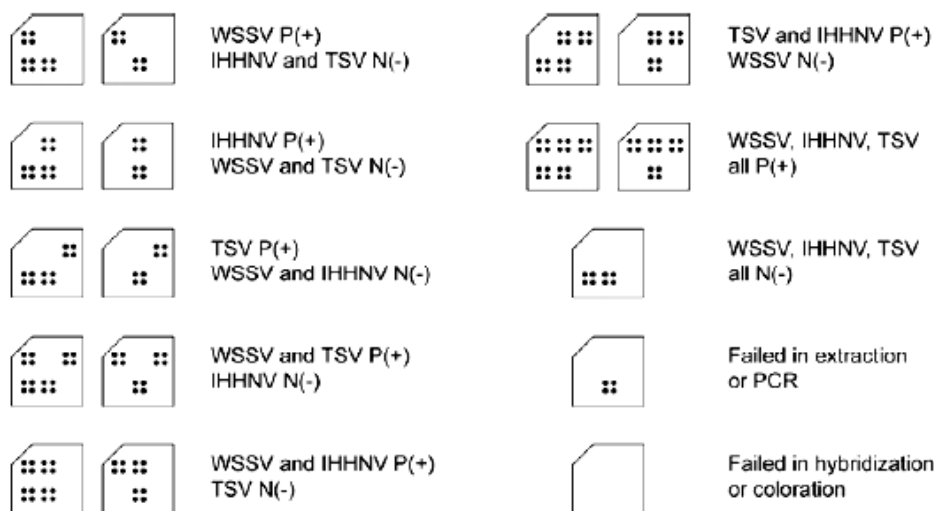 WSSV P(+)
IHHNV and TSV N(-)
IHHNV P(+)
WSSV and TSV N(-)
TSV P(+)
WSSV and IHHNV N(-)
WSSV and TSV P(+)
IHHNV N(-)
WSSV and IHHNV P(+)
TSV N(-)
TSV and IHHNV P(+)
WSSV N(-)
WSSV, IHHNV, TSV
all P(+)
WSSV, IHHNV, TSV
all N(-)
Failed in extraction
or PCR
Failed in hybridization
or coloration